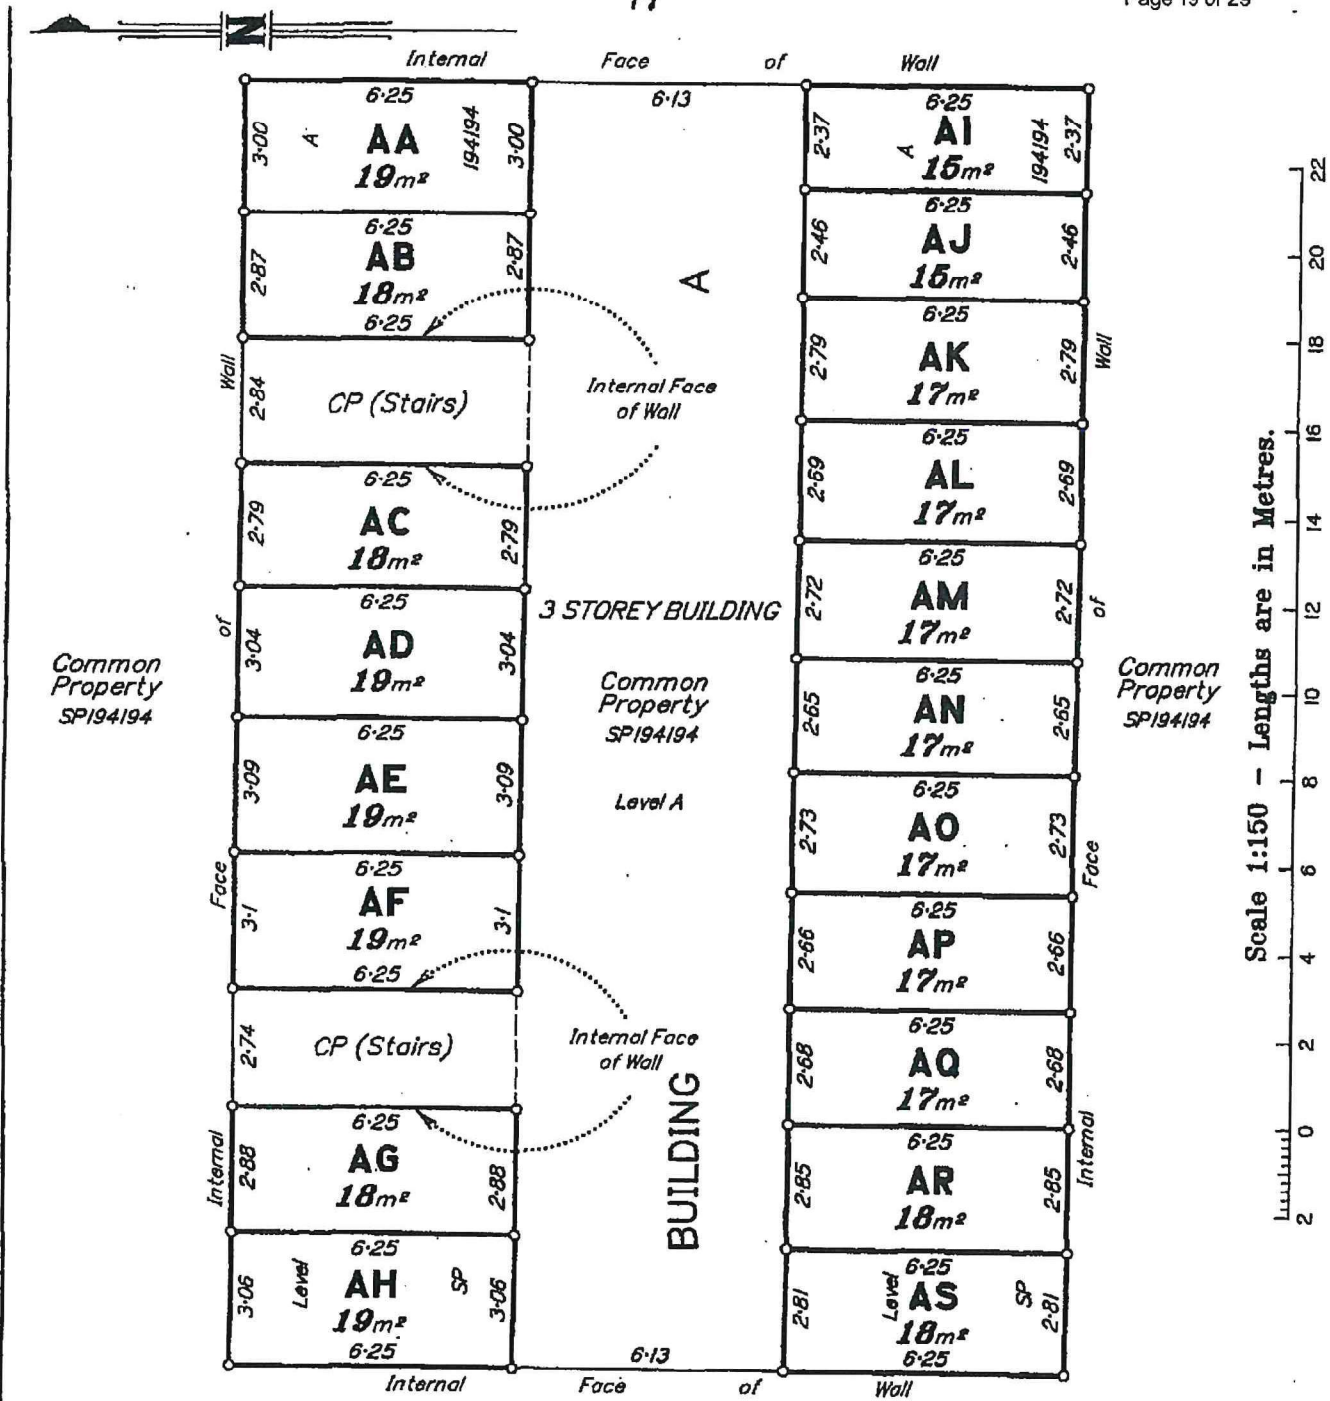 Page 19 of 29
N
Internal Face of Wall
6·25
3·00 A AA 194194 3·00
19m²
6·25
2·87 AB 2·87
18m²
6·25
2·84 CP (Stairs)
6·25
2·79 AC 2·79
18m²
6·25
3·04 AD 3·04
19m²
6·25
3·09 AE 3·09
19m²
6·25
3·1 AF 3·1
19m²
6·25
2·74 CP (Stairs)
6·25
2·88 AG 2·88
18m²
6·25
3·06 Level AH SP 3·06
19m²
6·25
Internal Face of Wall
Common
Property
SP194194
6·13
A
Internal Face
of Wall
3 STOREY BUILDING
Common
Property
SP194194
Level A
Internal Face
of Wall
BUILDING
6·13
6·25
2·37 A AI 194194 2·37
15m²
6·25
2·46 AJ 2·46
15m²
6·25
2·79 AK 2·79
17m²
6·25
2·69 AL 2·69
17m²
6·25
2·72 AM 2·72
17m²
6·25
2·65 AN 2·65
17m²
6·25
2·73 AO 2·73
17m²
6·25
2·66 AP 2·66
17m²
6·25
2·68 AQ 2·68
17m²
6·25
2·85 AR 2·85
18m²
6·25
2·81 Level AS SP 2·81
18m²
6·25
Internal Face of Wall
Common
Property
SP194194
Internal Face of Wall
Scale 1:150 – Lengths are in Metres.
2 0 2 4 6 8 10 12 14 16 18 20 22